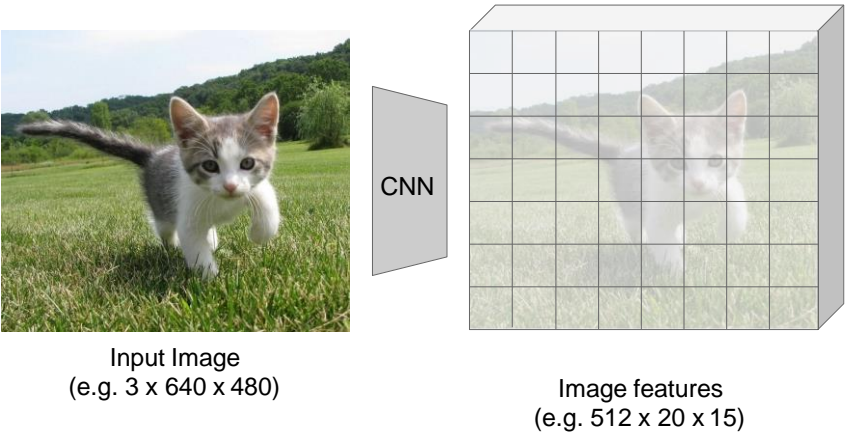 CNN
Input Image
(e.g. 3 x 640 x 480)
Image features
(e.g. 512 x 20 x 15)